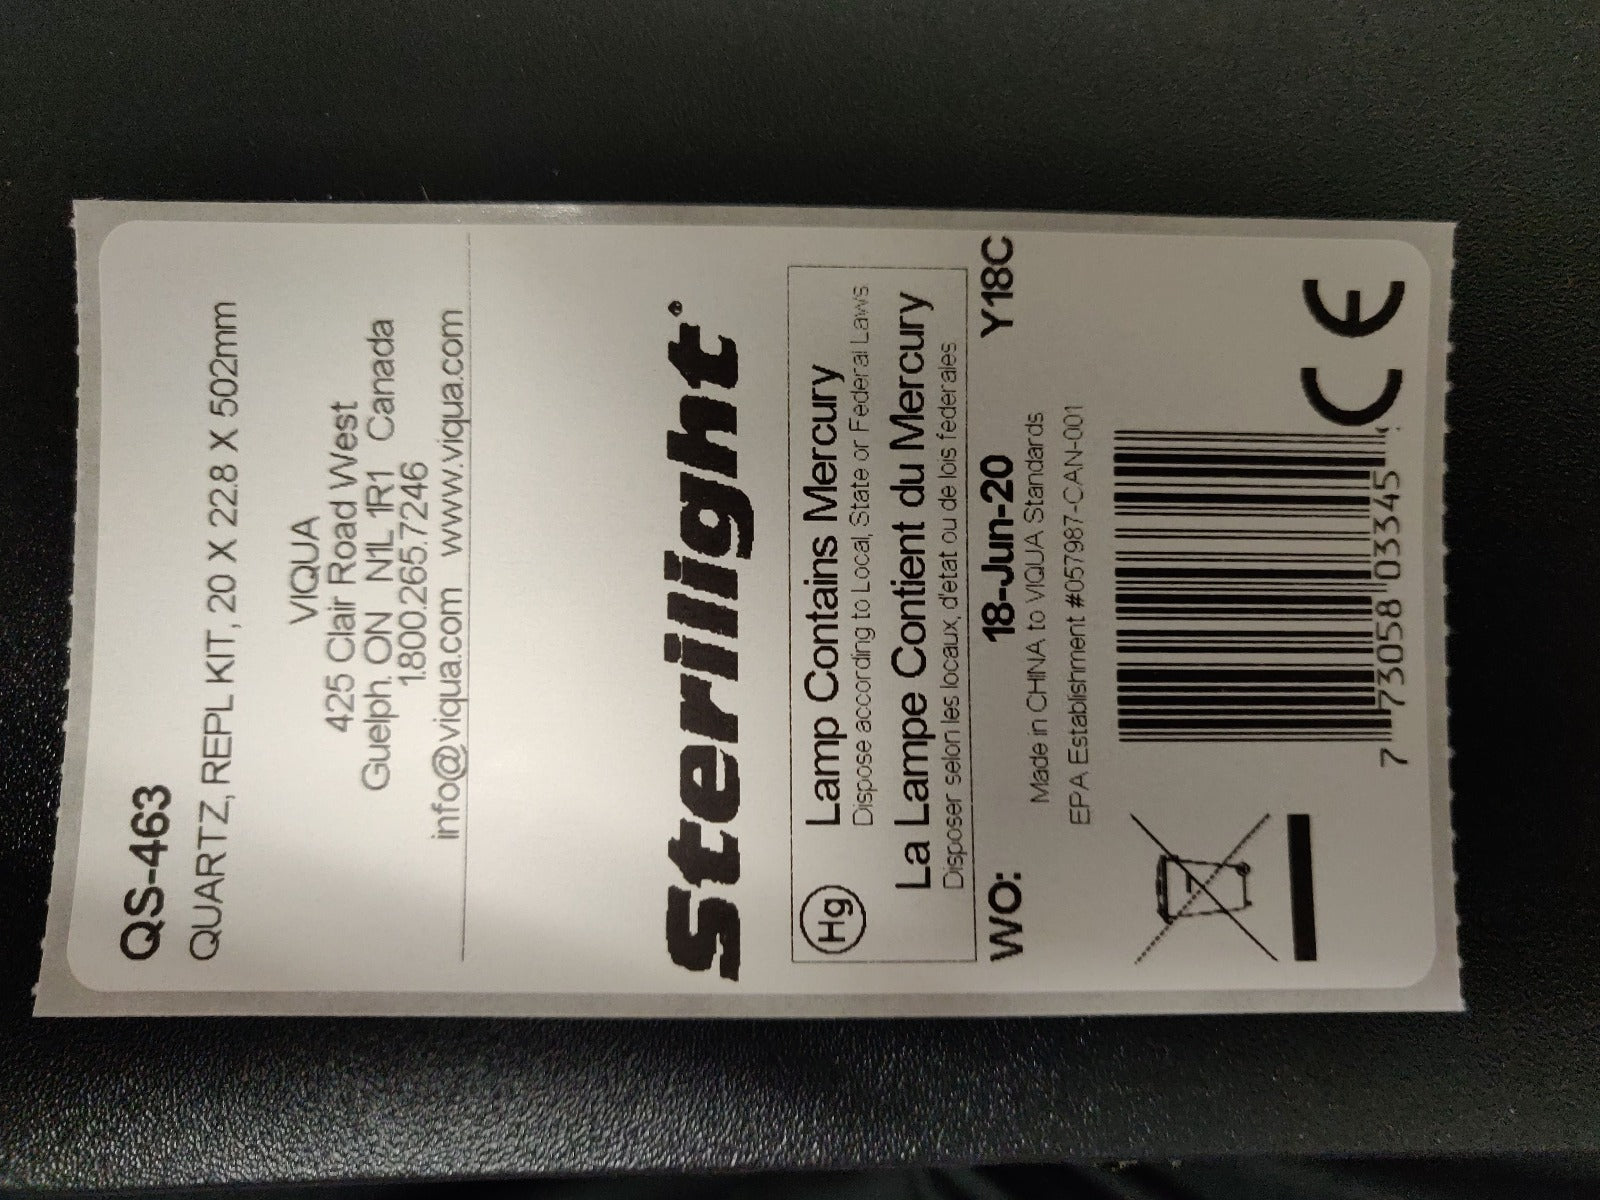 QS-463
QUARTZ, REPL KIT, 20 X 22.8 X 502mm
VIQUA
425 Clair Road West
Guelph. ON N1L 1R1 Canada
1.800.265.7246
info@viqua.com www.viqua.com
Sterilight®
Hg
Lamp Contains Mercury
Dispose according to Local, State or Federal Laws
La Lampe Contient du Mercury
Disposer selon les locaux, d'état ou de lois federales
WO: 18-Jun-20 Y18C
Made in CHINA to VIQUA Standards
EPA Establishment #057987-CAN-001
7 73058 03345
CE